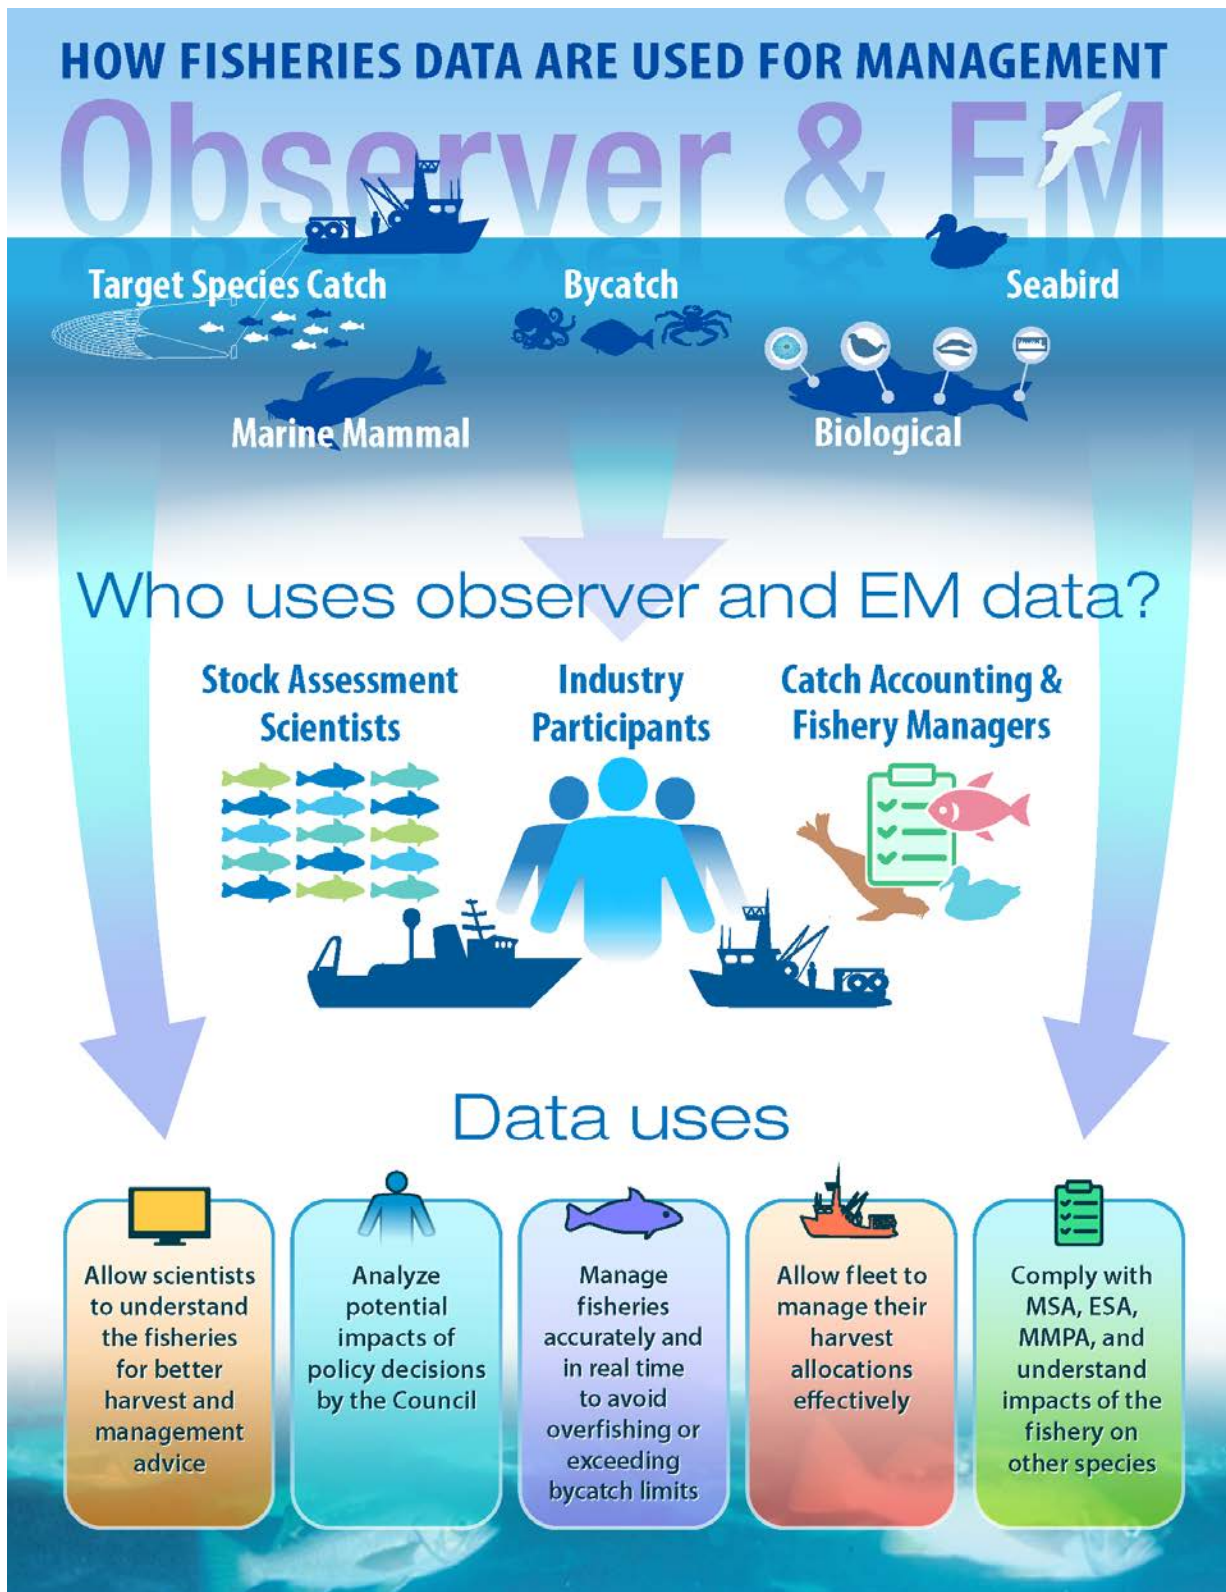 HOW FISHERIES DATA ARE USED FOR MANAGEMENT
Observer & EM
Target Species Catch
Bycatch
Seabird
Marine Mammal
Biological
Who uses observer and EM data?
Stock Assessment
Scientists
Industry
Participants
Catch Accounting &
Fishery Managers
Data uses
Allow scientists
to understand
the fisheries
for better
harvest and
management
advice
Analyze
potential
impacts of
policy decisions
by the Council
Manage
fisheries
accurately and
in real time
to avoid
overfishing or
exceeding
bycatch limits
Allow fleet to
manage their
harvest
allocations
effectively
Comply with
MSA, ESA,
MMPA, and
understand
impacts of the
fishery on
other species